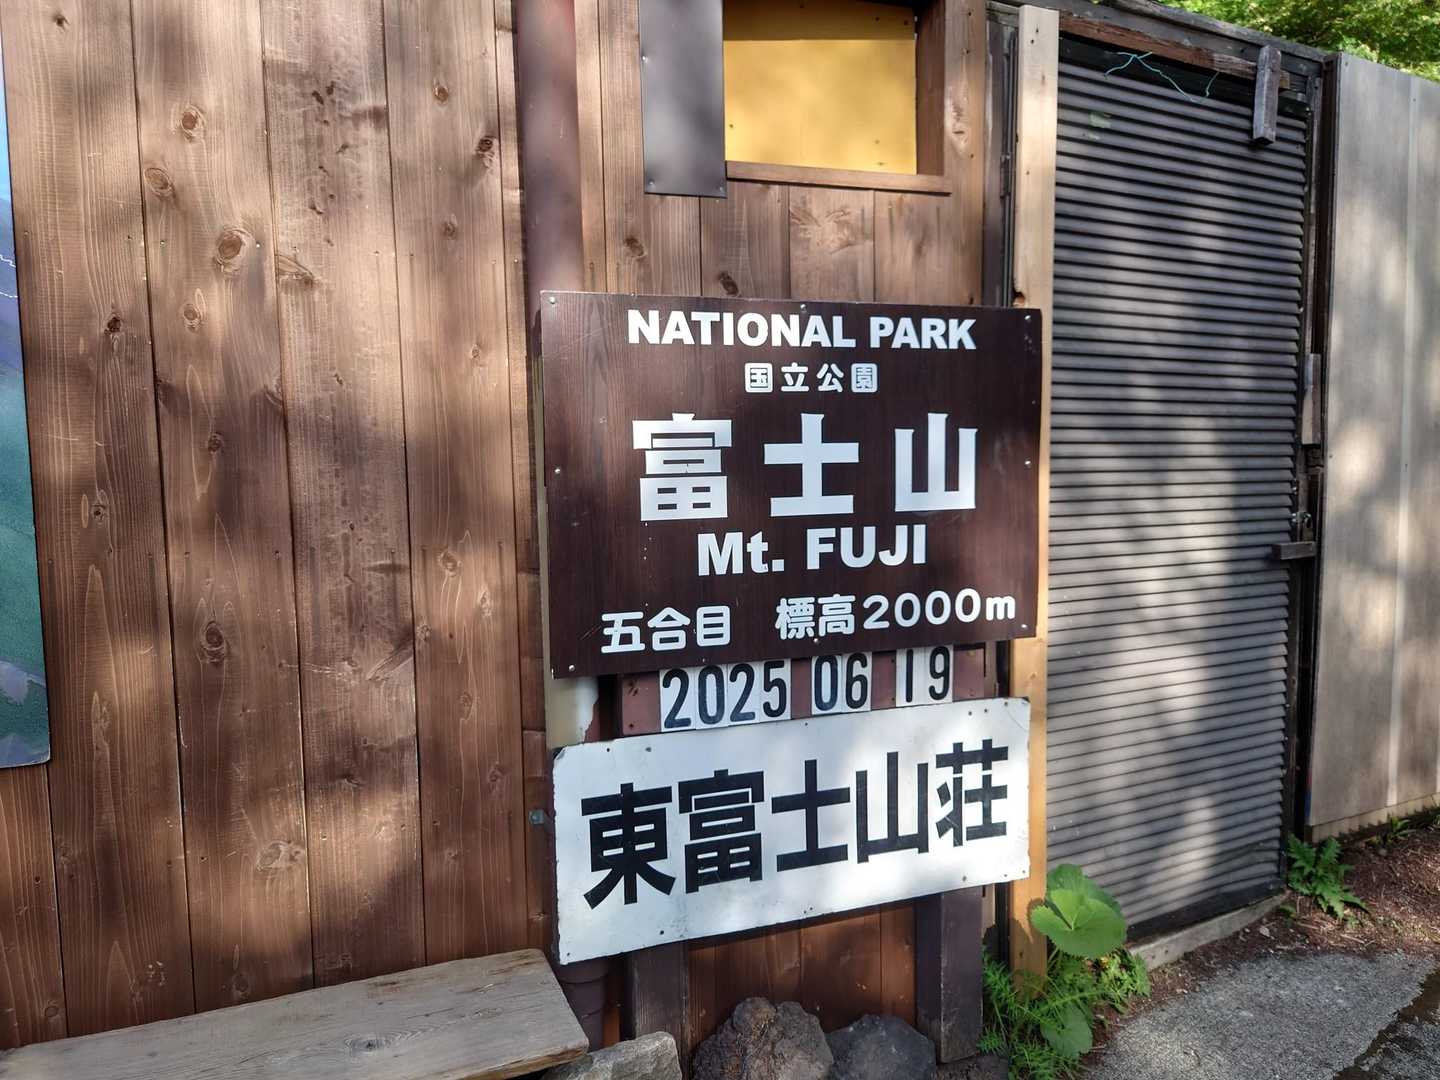 NATIONAL PARK
国立公園
富士山
Mt. FUJI
五合目 標高2000m
2025 06 19
東富士山荘